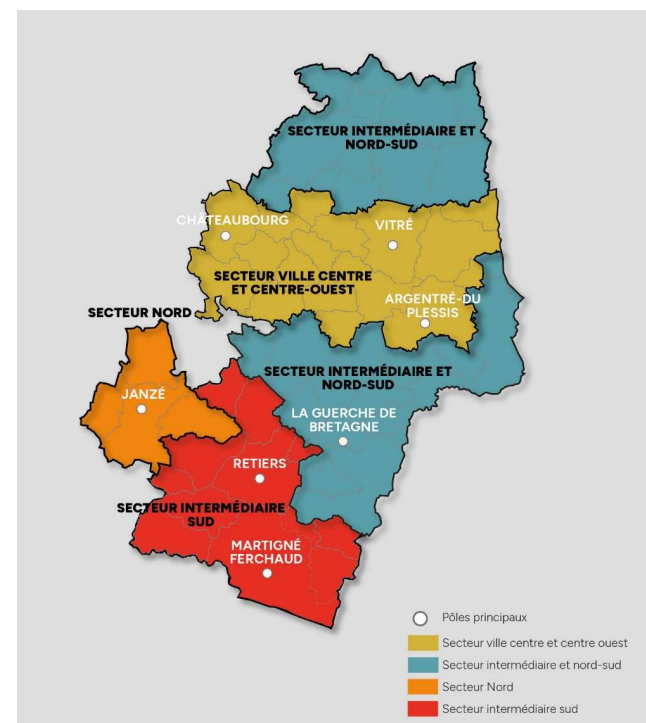 SECTEUR INTERMÉDIAIRE ET
NORD-SUD
CHÂTEAUBOURG
VITRÉ
SECTEUR VILLE CENTRE
ET CENTRE-OUEST
ARGENTRÉ-DU
PLESSIS
SECTEUR NORD
SECTEUR INTERMÉDIAIRE ET
NORD-SUD
JANZÉ
LA GUERCHE DE
BRETAGNE
RETIERS
SECTEUR INTERMÉDIAIRE
SUD
MARTIGNÉ
FERCHAUD
Pôles principaux
Secteur ville centre et centre ouest
Secteur intermédiaire et nord-sud
Secteur Nord
Secteur intermédiaire sud